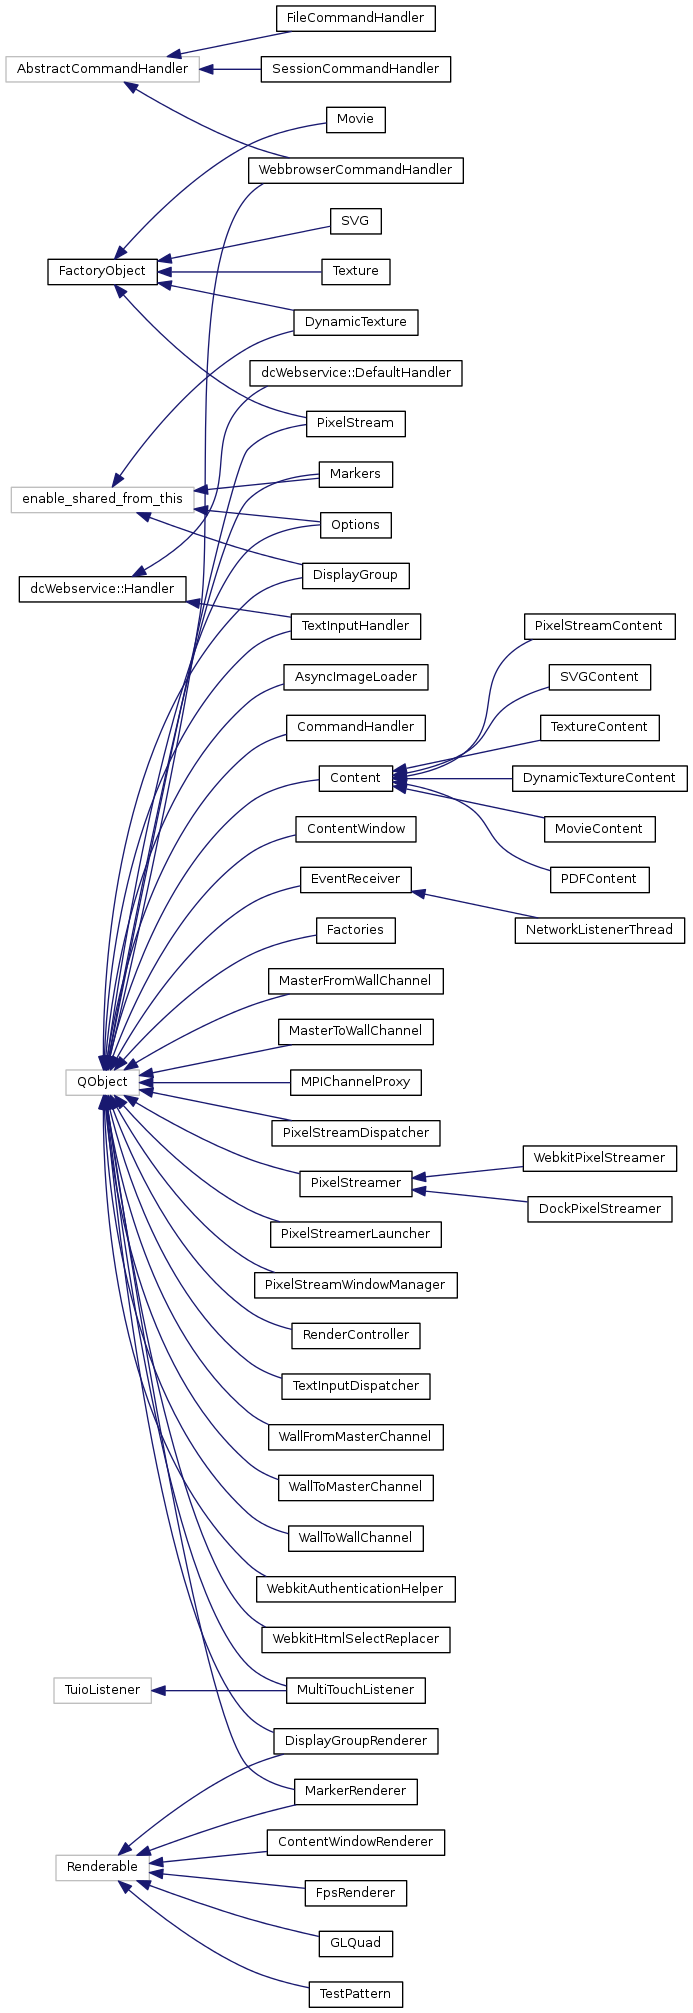 FileCommandHandler
AbstractCommandHandler
SessionCommandHandler
Movie
WebbrowserCommandHandler
SVG
FactoryObject
Texture
DynamicTexture
dcWebservice::DefaultHandler
PixelStream
Markers
enable_shared_from_this
Options
DisplayGroup
dcWebservice::Handler
TextInputHandler
PixelStreamContent
AsyncImageLoader
SVGContent
CommandHandler
TextureContent
Content
DynamicTextureContent
ContentWindow
MovieContent
EventReceiver
PDFContent
Factories
NetworkListenerThread
MasterFromWallChannel
MasterToWallChannel
QObject
MPIChannelProxy
PixelStreamDispatcher
WebkitPixelStreamer
PixelStreamer
DockPixelStreamer
PixelStreamerLauncher
PixelStreamWindowManager
RenderController
TextInputDispatcher
WallFromMasterChannel
WallToMasterChannel
WallToWallChannel
WebkitAuthenticationHelper
WebkitHtmlSelectReplacer
TuioListener
MultiTouchListener
DisplayGroupRenderer
MarkerRenderer
ContentWindowRenderer
Renderable
FpsRenderer
GLQuad
TestPattern